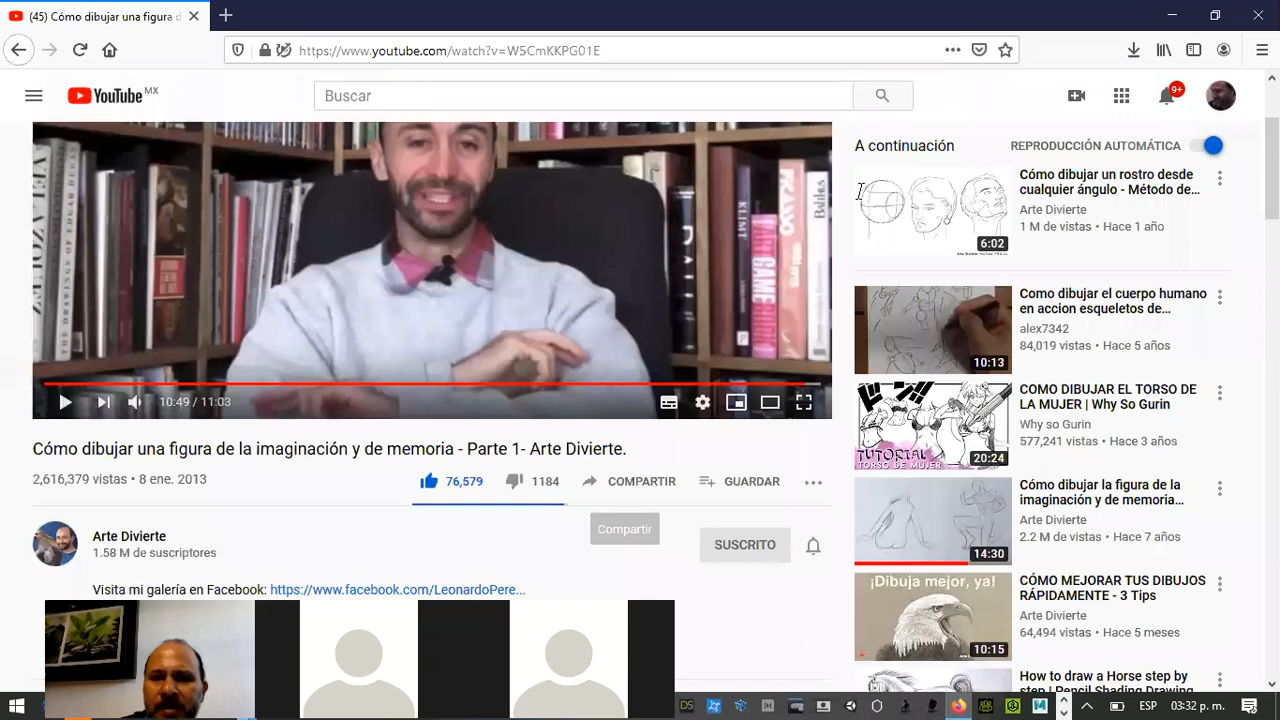 (45) Cómo dibujar una figura d
https://www.youtube.com/watch?v=W5CmKKPG01E
YouTube MX
Buscar
9+
KLIMT
10:49 / 11:03
Cómo dibujar una figura de la imaginación y de memoria - Parte 1- Arte Divierte.
2,616,379 vistas • 8 ene. 2013
76,579
1184
COMPARTIR
GUARDAR
Compartir
Arte Divierte
1.58 M de suscriptores
SUSCRITO
Visita mi galería en Facebook: https://www.facebook.com/LeonardoPere...
A continuación
REPRODUCCIÓN AUTOMÁTICA
6:02
Cómo dibujar un rostro desde
cualquier ángulo - Método de...
Arte Divierte
1 M de vistas • Hace 1 año
10:13
Como dibujar el cuerpo humano
en accion esqueletos de...
alex7342
84,019 vistas • Hace 5 años
TUTORIAL
TORSO DE MUJER
20:24
COMO DIBUJAR EL TORSO DE
LA MUJER | Why So Gurin
Why so Gurin
577,241 vistas • Hace 3 años
14:30
Cómo dibujar la figura de la
imaginación y de memoria...
Arte Divierte
2.2 M de vistas • Hace 7 años
¡Dibuja mejor, ya!
10:15
CÓMO MEJORAR TUS DIBUJOS
RÁPIDAMENTE - 3 Tips
Arte Divierte
64,494 vistas • Hace 5 meses
How to draw a Horse step by
step | Pencil Shading Drawing
DS
ESP
03:32 p. m.